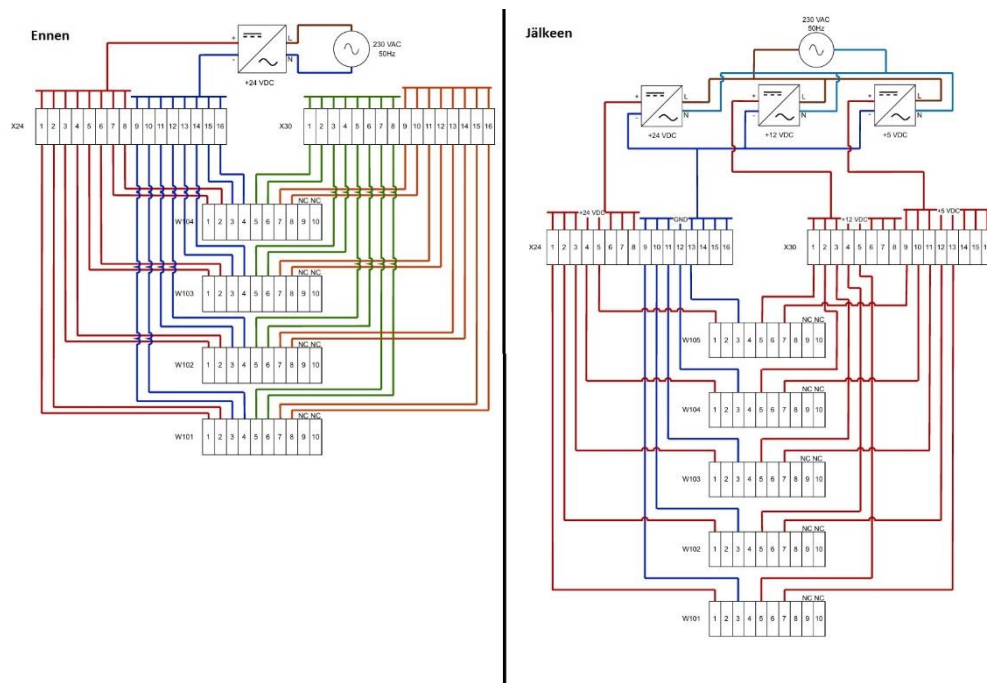 Ennen
+
-
L
N
230 VAC
50Hz
+24 VDC
X24
1 2 3 4 5 6 7 8 9 10 11 12 13 14 15 16
X30
1 2 3 4 5 6 7 8 9 10 11 12 13 14 15 16
NC NC
W104
1 2 3 4 5 6 7 8 9 10
NC NC
W103
1 2 3 4 5 6 7 8 9 10
NC NC
W102
1 2 3 4 5 6 7 8 9 10
NC NC
W101
1 2 3 4 5 6 7 8 9 10
Jälkeen
230 VAC
50Hz
+
-
L
N
+24 VDC
+
-
L
N
+12 VDC
+
-
L
N
+5 VDC
+24 VDC
GND
+12 VDC
+5 VDC
X24
1 2 3 4 5 6 7 8 9 10 11 12 13 14 15 16
X30
1 2 3 4 5 6 7 8 9 10 11 12 13 14 15
NC NC
W105
1 2 3 4 5 6 7 8 9 10
NC NC
W104
1 2 3 4 5 6 7 8 9 10
NC NC
W103
1 2 3 4 5 6 7 8 9 10
NC NC
W102
1 2 3 4 5 6 7 8 9 10
NC NC
W101
1 2 3 4 5 6 7 8 9 10